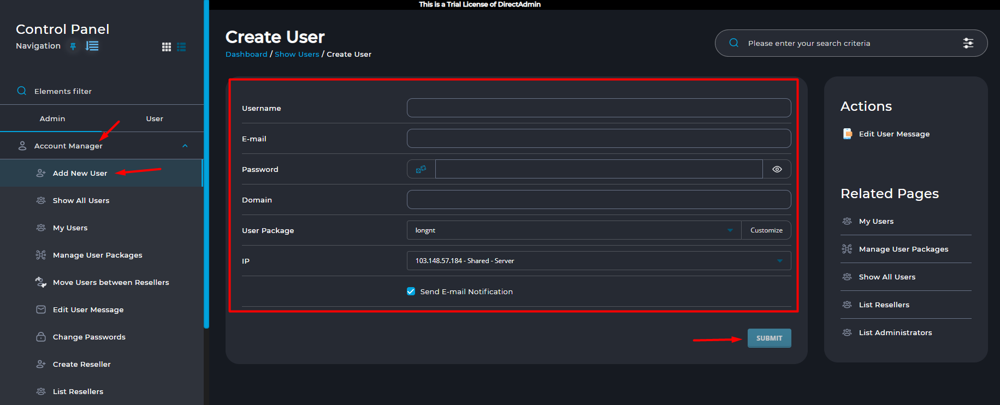 This is a Trial License of DirectAdmin
Control Panel
Navigation
Elements filter
Admin User
Account Manager
Add New User
Show All Users
My Users
Manage User Packages
Move Users between Resellers
Edit User Message
Change Passwords
Create Reseller
List Resellers
Create User
Dashboard / Show Users / Create User
Please enter your search criteria
Username
E-mail
Password
Domain
User Package longnt Customize
IP 103.148.57.184 - Shared - Server
Send E-mail Notification
SUBMIT
Actions
Edit User Message
Related Pages
My Users
Manage User Packages
Show All Users
List Resellers
List Administrators